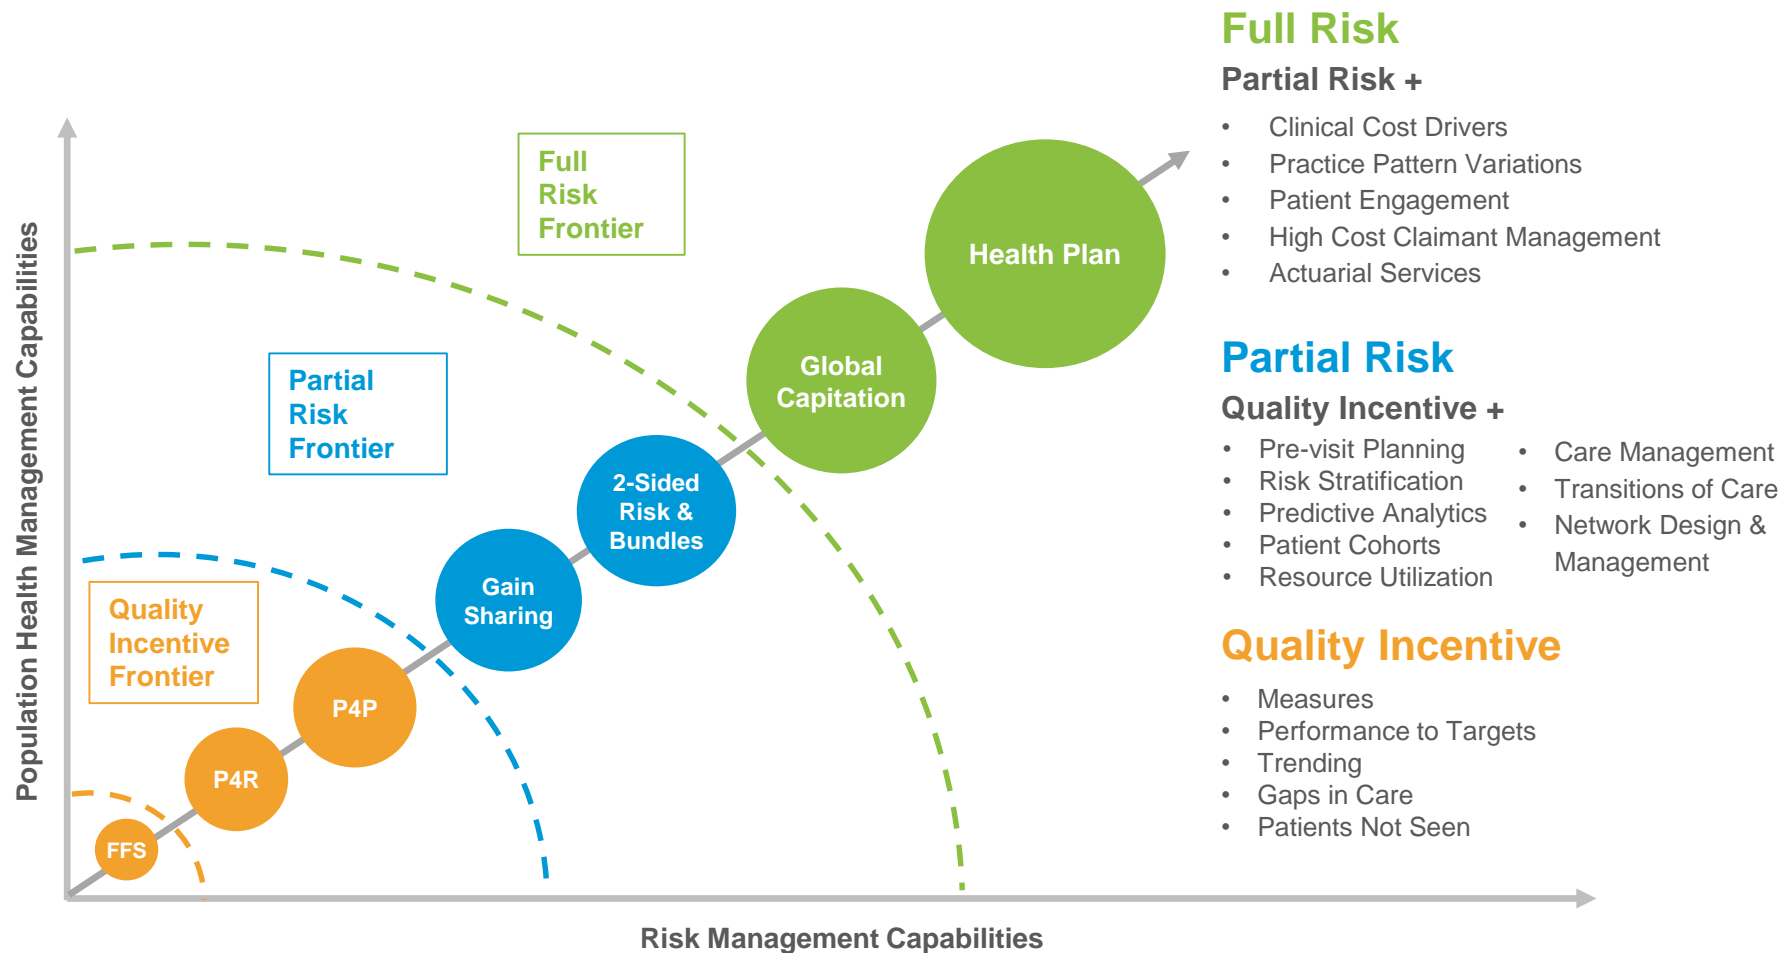 Population Health Management Capabilities
Full
Risk
Frontier
Partial
Risk
Frontier
Quality
Incentive
Frontier
FFS
P4R
P4P
Gain
Sharing
2-Sided
Risk &
Bundles
Global
Capitation
Health Plan
Risk Management Capabilities
Full Risk
Partial Risk +
• Clinical Cost Drivers
• Practice Pattern Variations
• Patient Engagement
• High Cost Claimant Management
• Actuarial Services
Partial Risk
Quality Incentive +
• Pre-visit Planning
• Risk Stratification
• Predictive Analytics
• Patient Cohorts
• Resource Utilization
• Care Management
• Transitions of Care
• Network Design &
Management
Quality Incentive
• Measures
• Performance to Targets
• Trending
• Gaps in Care
• Patients Not Seen